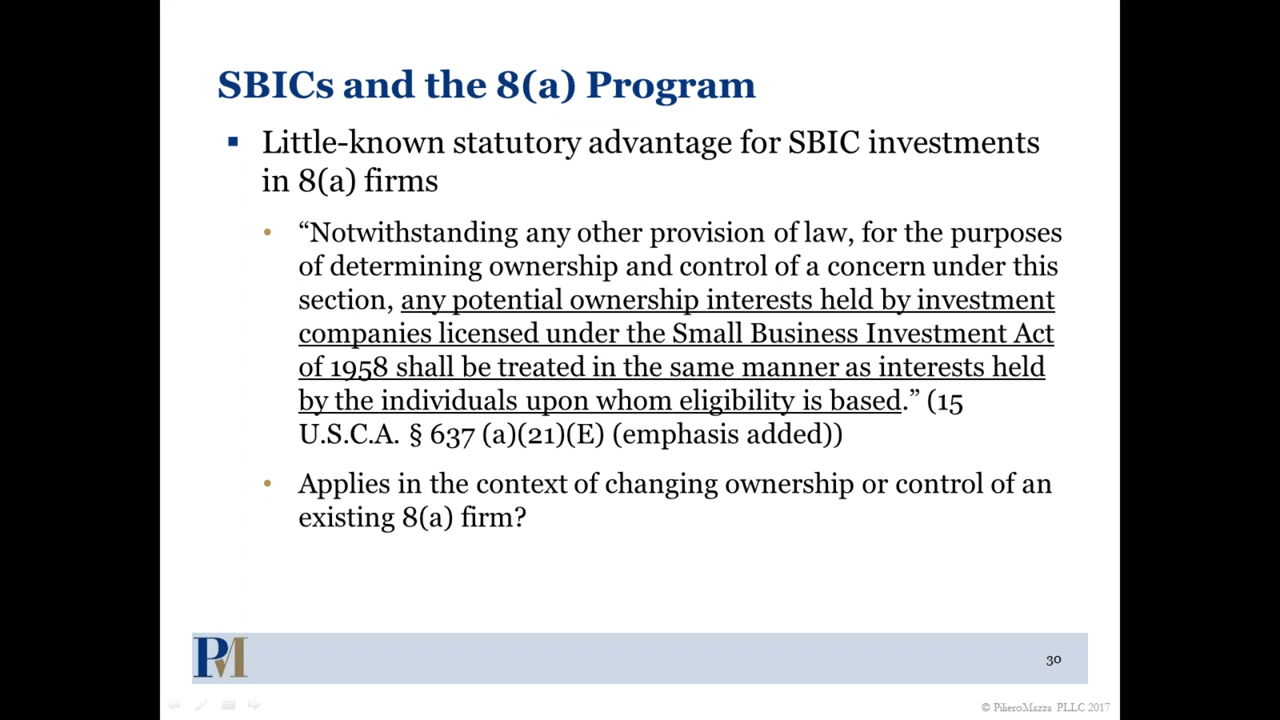 SBICs and the 8(a) Program
▪ Little-known statutory advantage for SBIC investments
in 8(a) firms
• “Notwithstanding any other provision of law, for the purposes
of determining ownership and control of a concern under this
section, any potential ownership interests held by investment
companies licensed under the Small Business Investment Act
of 1958 shall be treated in the same manner as interests held
by the individuals upon whom eligibility is based.” (15
U.S.C.A. § 637 (a)(21)(E) (emphasis added))
• Applies in the context of changing ownership or control of an
existing 8(a) firm?
PM
30
© PilieroMazza PLLC 2017